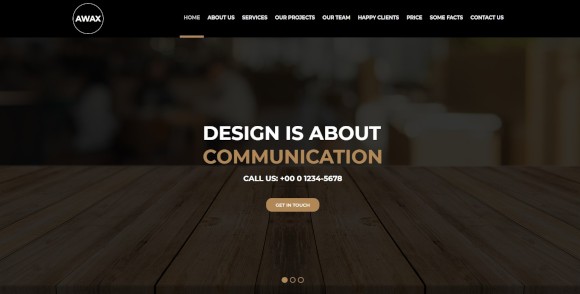 AWAX
HOME ABOUT US SERVICES OUR PROJECTS OUR TEAM HAPPY CLIENTS PRICE SOME FACTS CONTACT US
DESIGN IS ABOUT
COMMUNICATION
CALL US: +00 0 1234-5678
GET IN TOUCH